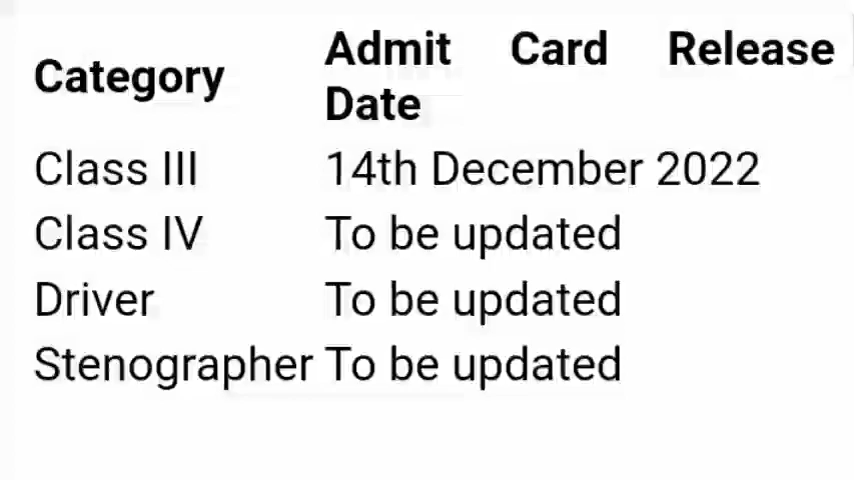 Category Admit Card Release Date
Class III 14th December 2022
Class IV To be updated
Driver To be updated
Stenographer To be updated